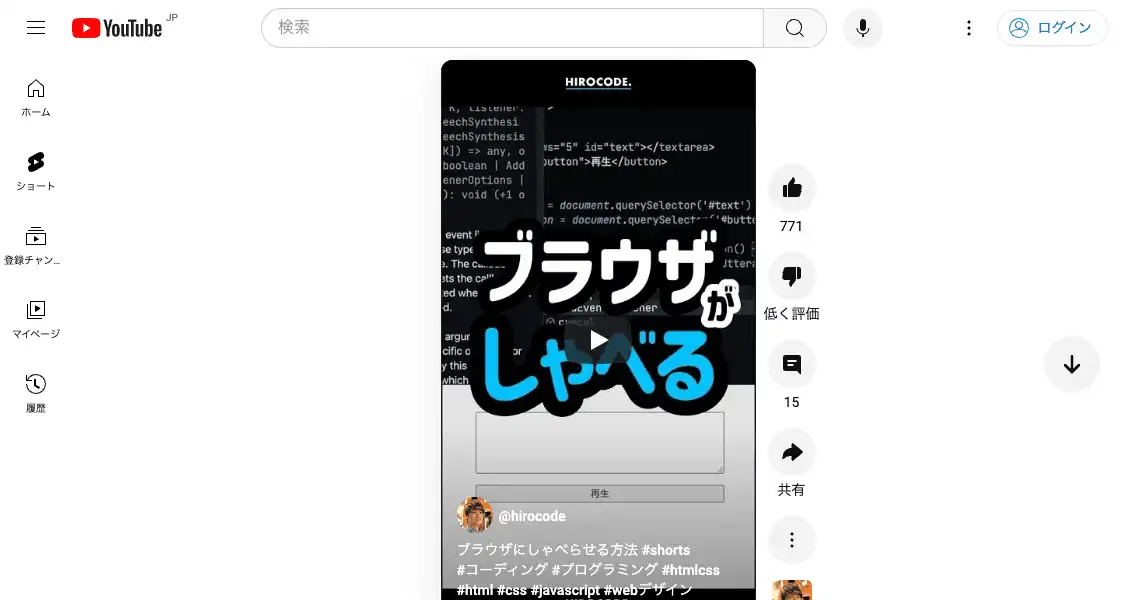 YouTube JP
検索
ログイン
ホーム
ショート
登録チャン...
マイページ
履歴
HIROCODE.
K, listener:
eechSynthesi
eechSynthesis
K]) => any, o
boolean | Add
enerOptions |
): void (+1 o
>
ws="5" id="text"></textarea>
button">再生</button>
= document.querySelector('#text')
on = document.querySelector('#butto
event l
se type
e. The ca
ets the cal
ked whe
d.
argu
cific o
y this
which
ブラウザが
しゃべる
再生
@hirocode
ブラウザにしゃべらせる方法 #shorts
#コーディング #プログラミング #htmlcss
#html #css #javascript #webデザイン
771
低く評価
15
共有